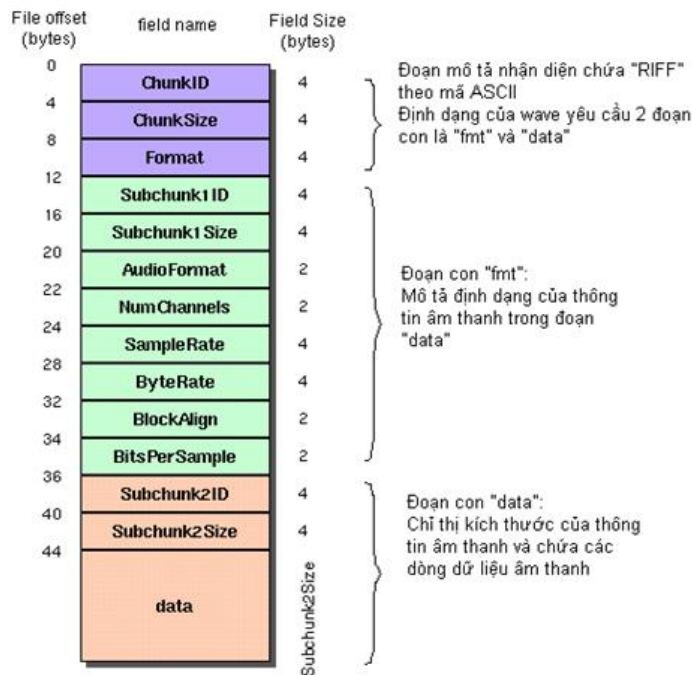 File offset
(bytes)
field name
Field Size
(bytes)
0
ChunkID
4
4
ChunkSize
4
8
Format
4
12
Subchunk1ID
4
16
Subchunk1Size
4
20
AudioFormat
2
22
NumChannels
2
24
SampleRate
4
28
ByteRate
4
32
BlockAlign
2
34
BitsPerSample
2
36
Subchunk2ID
4
40
Subchunk2Size
4
44
data
Subchunk2Size
Đoạn mô tả nhận diện chứa "RIFF"
theo mã ASCII
Định dạng của wave yêu cầu 2 đoạn
con là "fmt" và "data"
Đoạn con "fmt":
Mô tả định dạng của thông
tin âm thanh trong đoạn
"data"
Đoạn con "data":
Chỉ thị kích thước của thông
tin âm thanh và chứa các
dòng dữ liệu âm thanh